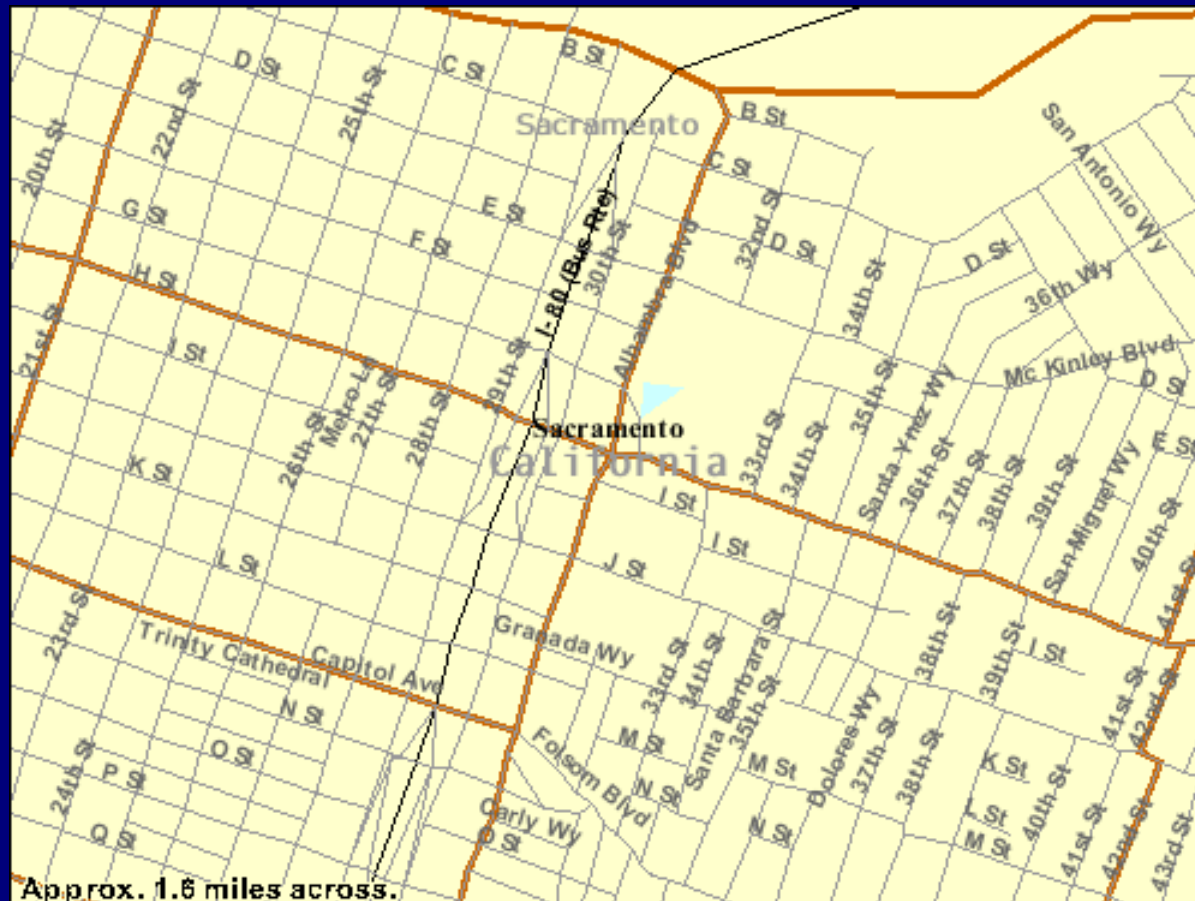 B St
C St
D St
25th St
22nd St
Sacramento
B St
San Antonio Wy
20th St
C St
I-80 (Bus Rte)
E St
G St
32nd St
F St
30th St
D St
D St
H St
Alhambra Blvd
34th St
36th Wy
21st St
I St
Mc Kinley Blvd
29th St
D St
Metro Ln
27th St
28th St
35th St
Santa Ynez Wy
Sacramento
California
26th St
33rd St
34th St
36th St
E St
K St
37th St
38th St
39th St
San Miguel Wy
40th St
I St
I St
L St
J St
41st St
23rd St
Trinity Cathedral
Capitol Ave
Granada Wy
38th St
39th St
I St
33rd St
34th St
Santa Barbara St
35th St
41st St
42nd St
N St
O St
M St
Folsom Blvd
Dolores Wy
37th St
38th St
M St
K St
24th St
P St
N St
40th St
Carly Wy
L St
Q St
O St
N St
M St
41st St
42nd St
43rd St
Approx. 1.6 miles across.